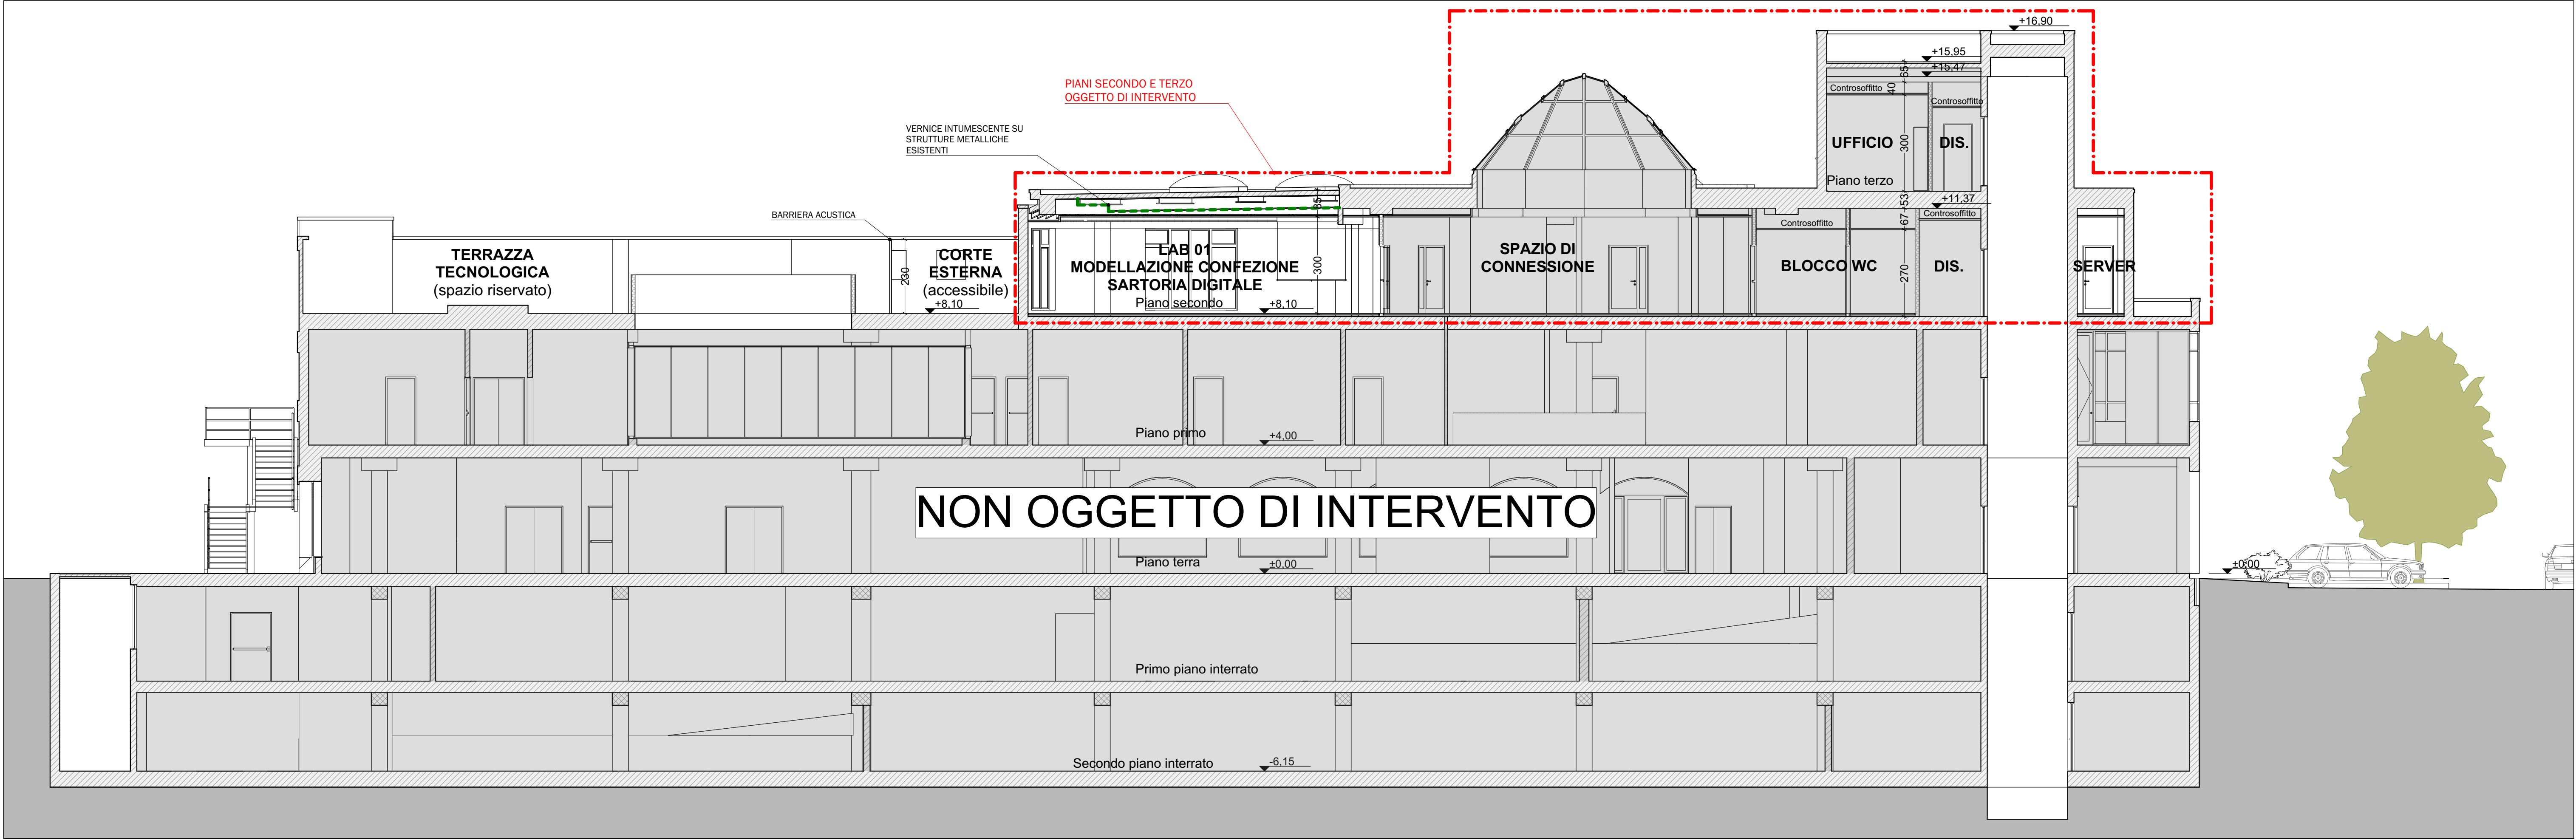 +16,90
+15,95
+15,47
65
40
PIANI SECONDO E TERZO
OGGETTO DI INTERVENTO
Controsoffitto
Controsoffitto
VERNICE INTUMESCENTE SU
STRUTTURE METALLICHE
ESISTENTI
UFFICIO
DIS.
300
Piano terzo
53
+11,37
BARRIERA ACUSTICA
Controsoffitto
67
Controsoffitto
TERRAZZA
TECNOLOGICA
(spazio riservato)
230
CORTE
ESTERNA
(accessibile)
+8,10
LAB 01
MODELLAZIONE CONFEZIONE
SARTORIA DIGITALE
Piano secondo
+8,10
300
SPAZIO DI
CONNESSIONE
BLOCCO WC
270
DIS.
SERVER
Piano primo
+4,00
NON OGGETTO DI INTERVENTO
Piano terra
±0,00
±0,00
Primo piano interrato
Secondo piano interrato
-6,15